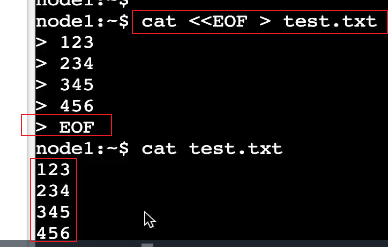 node1:~$
node1:~$ cat <<EOF > test.txt
> 123
> 234
> 345
> 456
> EOF
node1:~$ cat test.txt
123
234
345
456